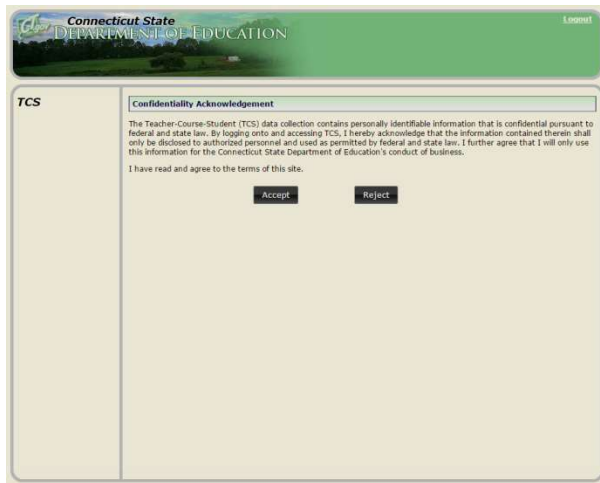 Connecticut State
DEPARTMENT OF EDUCATION
Logout
TCS
Confidentiality Acknowledgement
The Teacher-Course-Student (TCS) data collection contains personally identifiable information that is confidential pursuant to
federal and state law. By logging onto and accessing TCS, I hereby acknowledge that the information contained therein shall
only be disclosed to authorized personnel and used as permitted by federal and state law. I further agree that I will only use
this information for the Connecticut State Department of Education's conduct of business.
I have read and agree to the terms of this site.
Accept Reject